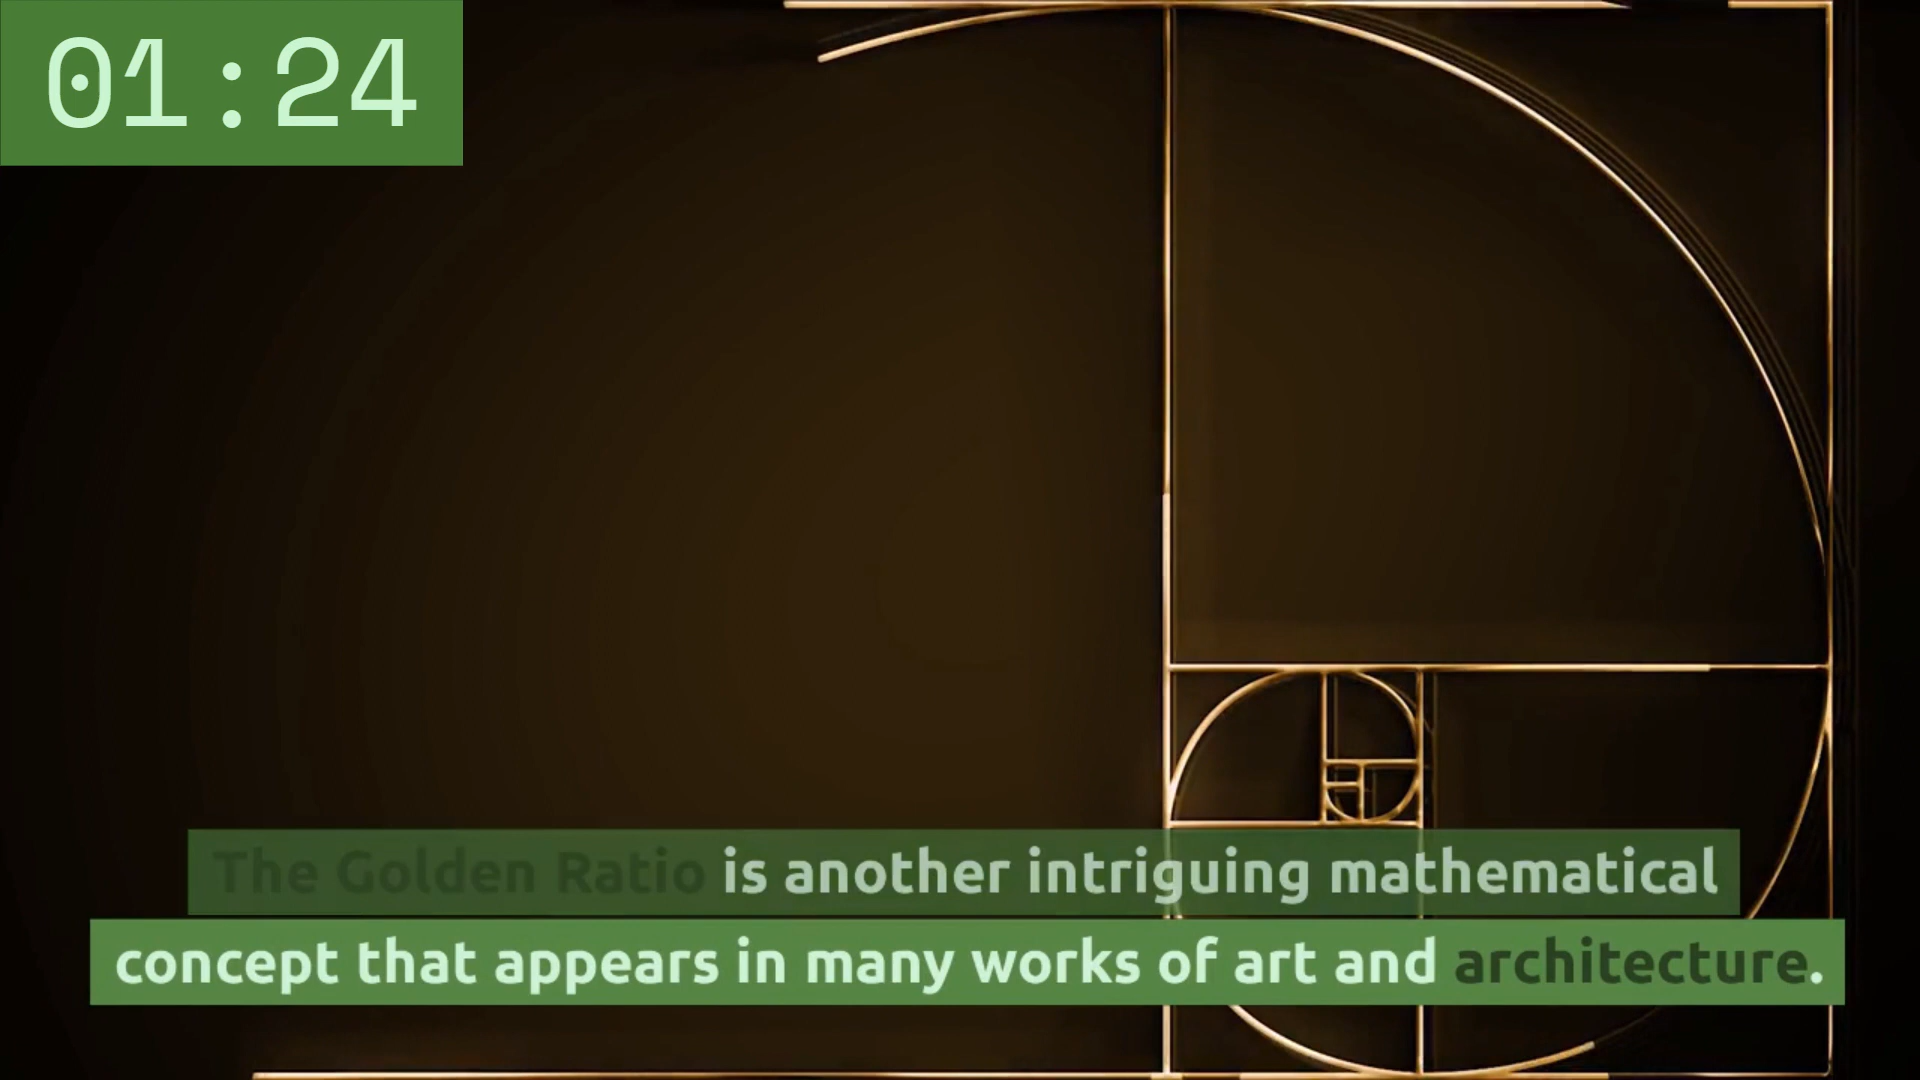 01:24
The Golden Ratio is another intriguing mathematical
concept that appears in many works of art and architecture.